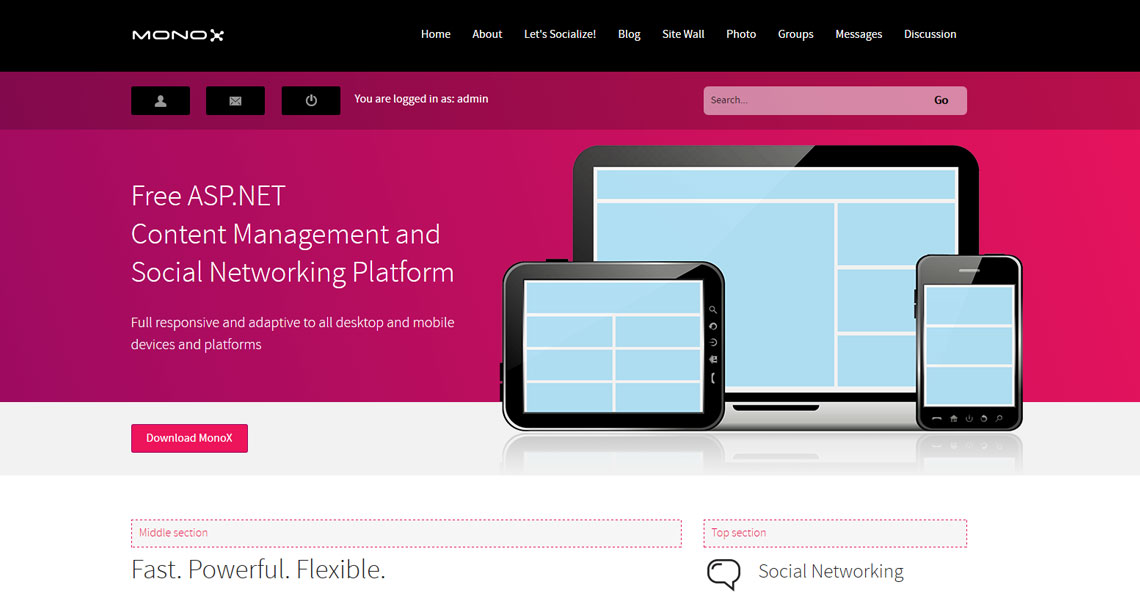 MONOX
Home About Let's Socialize! Blog Site Wall Photo Groups Messages Discussion
You are logged in as: admin
Search... Go
Free ASP.NET
Content Management and
Social Networking Platform
Full responsive and adaptive to all desktop and mobile
devices and platforms
Download MonoX
Middle section
Top section
Fast. Powerful. Flexible.
Social Networking